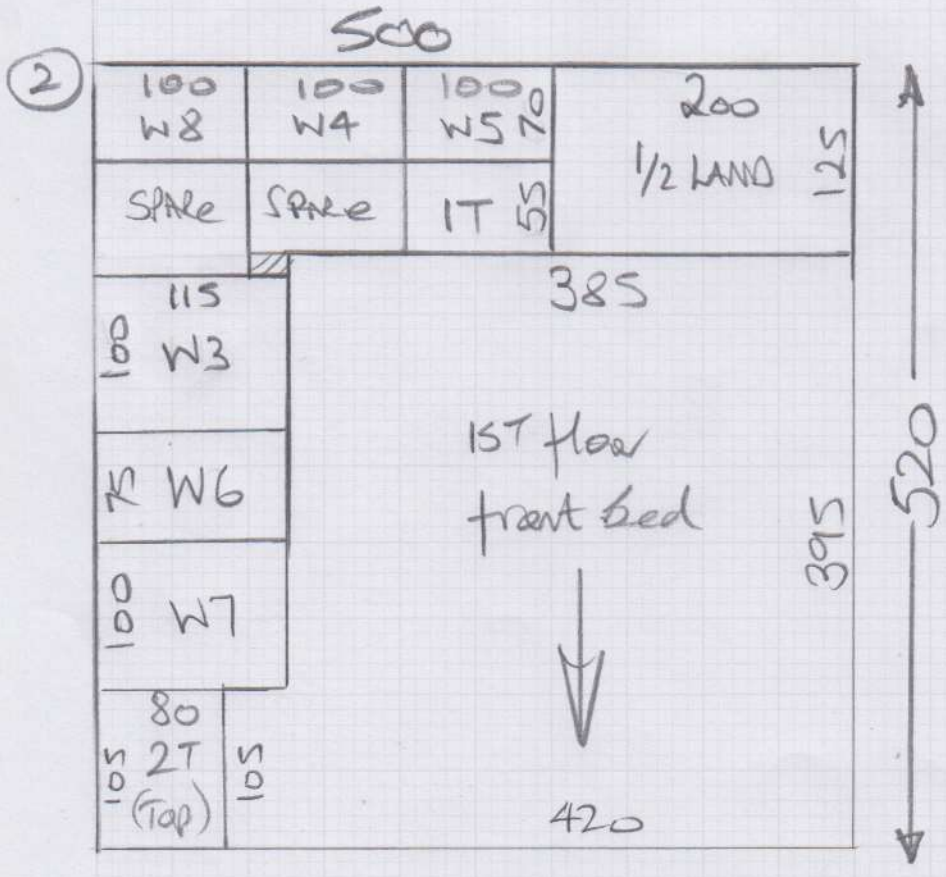 500
2
100 100 100 200
W8 W4 W5 70 1/2 LAND 125
SPARE SPARE 1T 55
385
115
100 W3
75 W6
1ST floor
front bed
395
520
100 W7
80
105 2T 105
(Top)
420